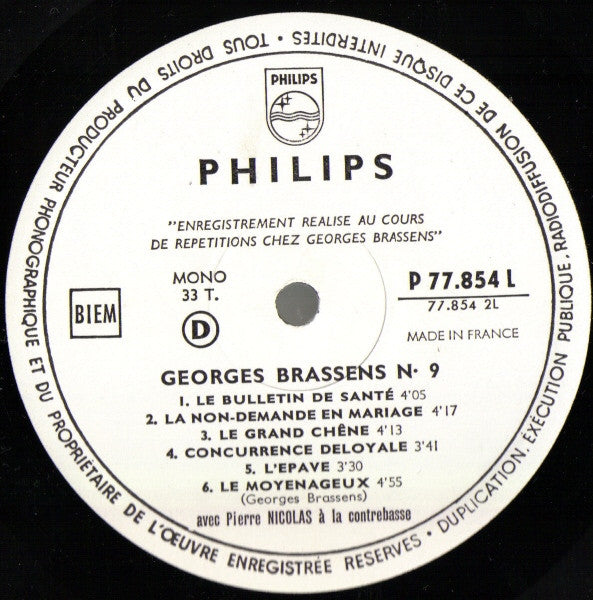 PHILIPS
PHILIPS
"ENREGISTREMENT REALISE AU COURS
DE REPETITIONS CHEZ GEORGES BRASSENS"
MONO
33 T.
D
BIEM
P 77.854 L
77.854 2L
MADE IN FRANCE
GEORGES BRASSENS N· 9
1. LE BULLETIN DE SANTÉ 4'05
2. LA NON-DEMANDE EN MARIAGE 4'17
3. LE GRAND CHÊNE 4'13
4. CONCURRENCE DELOYALE 3'41
5. L'EPAVE 3'30
6. LE MOYENAGEUX 4'55
(Georges Brassens)
avec Pierre NICOLAS à la contrebasse
TOUS DROITS DU PRODUCTEUR PHONOGRAPHIQUE ET DU PROPRIÉTAIRE DE L'ŒUVRE ENREGISTRÉE RESERVES · DUPLICATION, EXÉCUTION PUBLIQUE, RADIODIFFUSION DE CE DISQUE INTERDITES ·